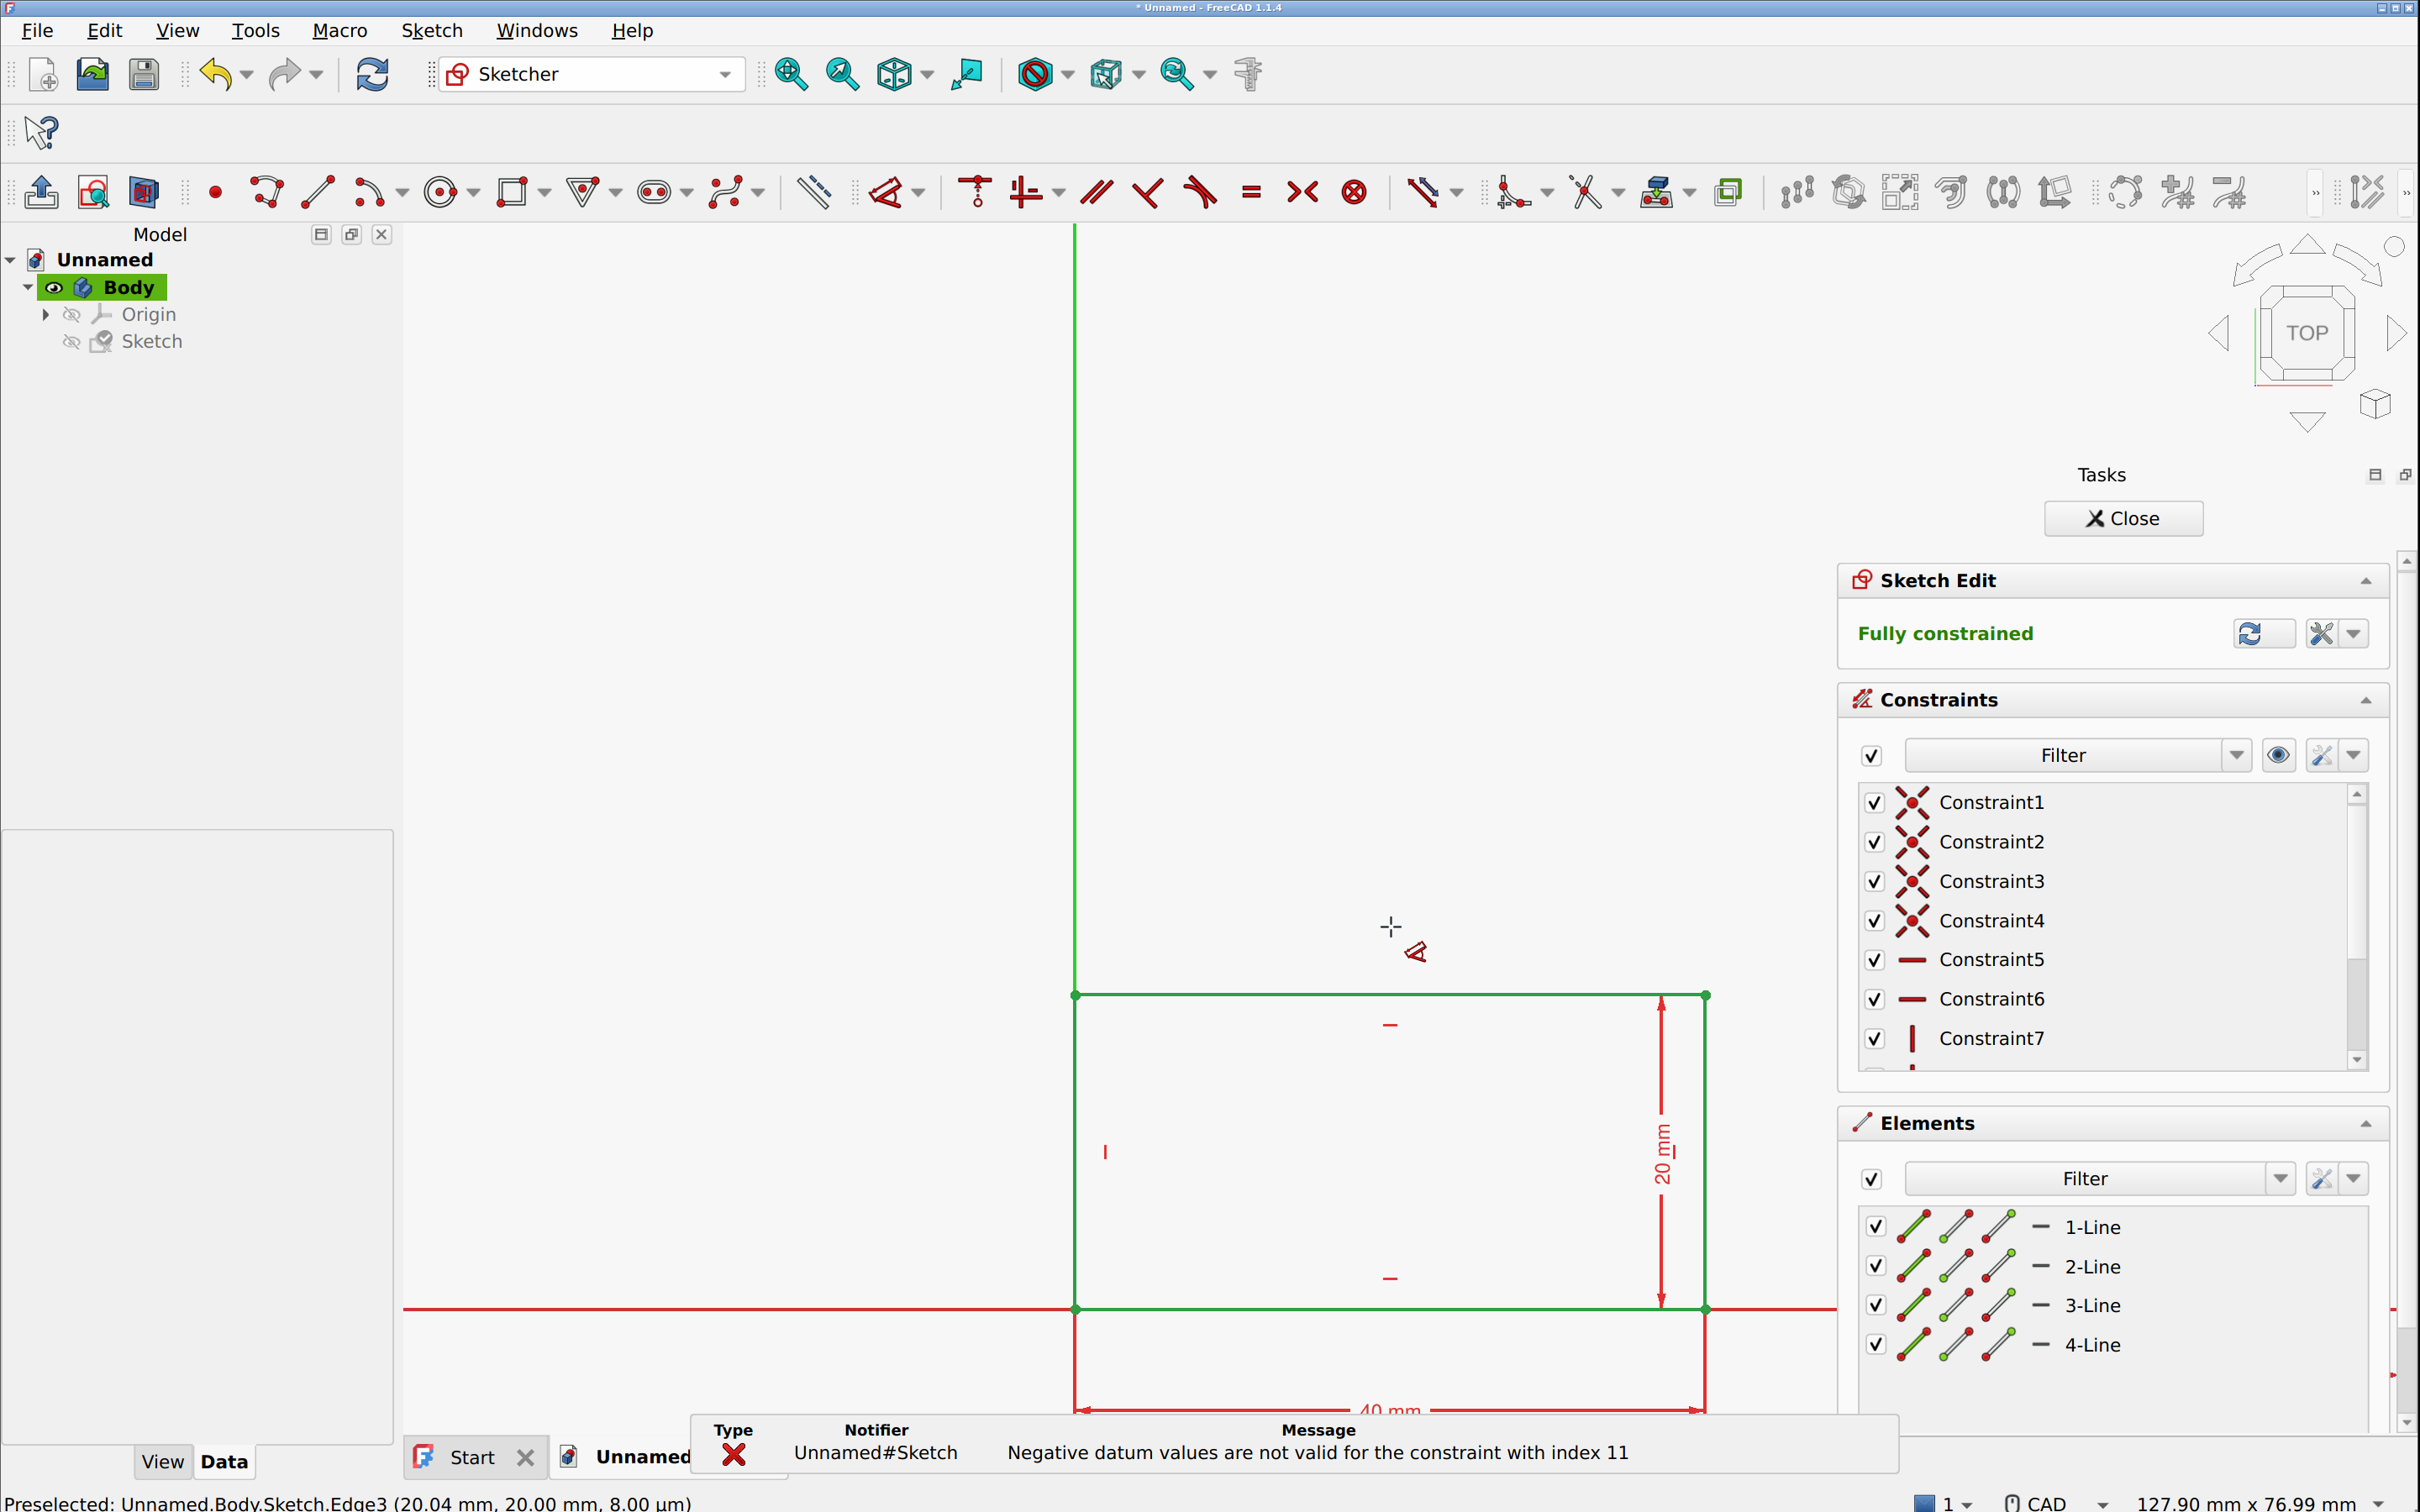 * Unnamed - FreeCAD 1.1.4
File Edit View Tools Macro Sketch Windows Help
Sketcher
Model
Unnamed
Body
Origin
Sketch
TOP
Tasks
Close
Sketch Edit
Fully constrained
Constraints
Filter
Constraint1
Constraint2
Constraint3
Constraint4
Constraint5
Constraint6
Constraint7
20 mm
Elements
Filter
1-Line
2-Line
3-Line
4-Line
40 mm
Type Notifier Message
Unnamed#Sketch Negative datum values are not valid for the constraint with index 11
View Data Start Unnamed
Preselected: Unnamed.Body.Sketch.Edge3 (20.04 mm, 20.00 mm, 8.00 µm) 1 CAD 127.90 mm x 76.99 mm